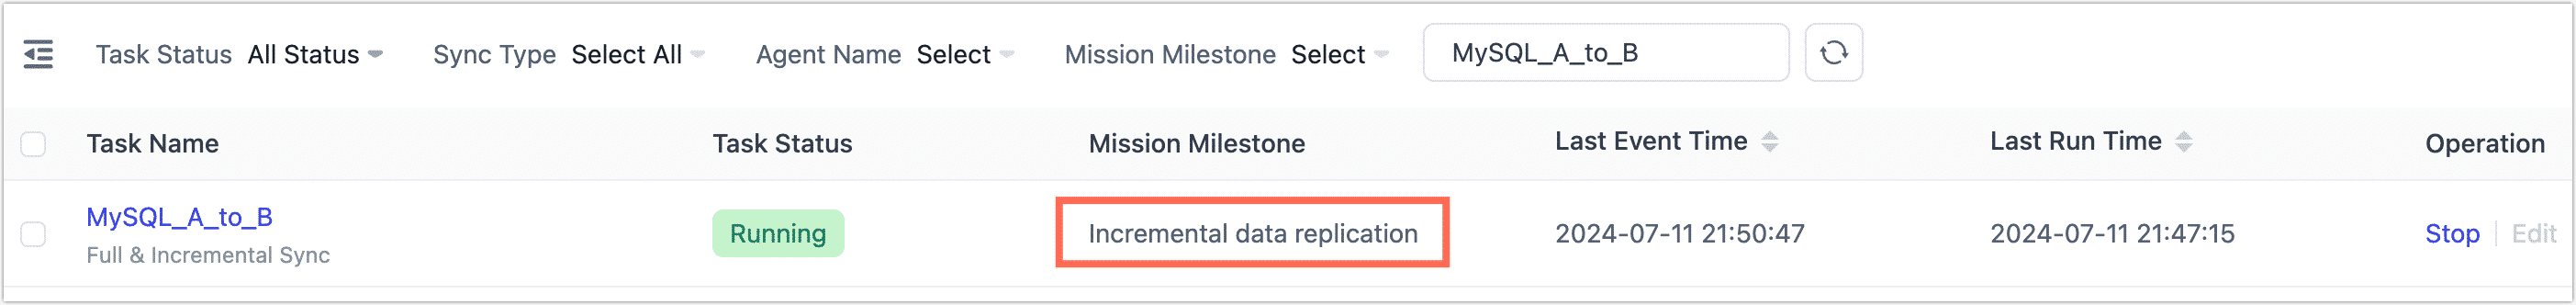 Task Status All Status Sync Type Select All Agent Name Select Mission Milestone Select MySQL_A_to_B
Task Name Task Status Mission Milestone Last Event Time Last Run Time Operation
MySQL_A_to_B Running Incremental data replication 2024-07-11 21:50:47 2024-07-11 21:47:15 Stop Edit
Full & Incremental Sync